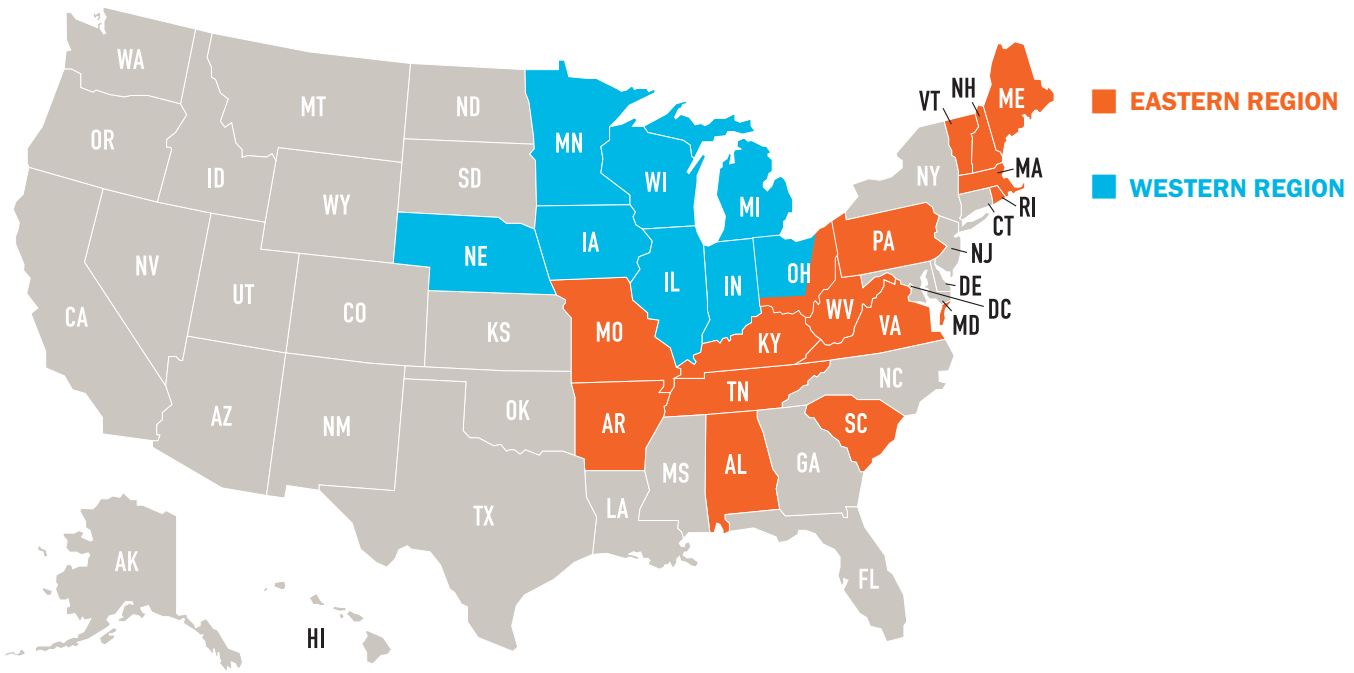 WA
MT
ND
MN
VT
NH
ME
EASTERN REGION
OR
ID
SD
WI
MI
NY
MA
WESTERN REGION
WY
RI
CT
NV
UT
CO
NE
IA
IL
IN
OH
PA
NJ
DE
DC
CA
KS
MO
KY
WV
VA
MD
AZ
NM
OK
AR
TN
NC
SC
TX
LA
MS
AL
GA
AK
HI
FL